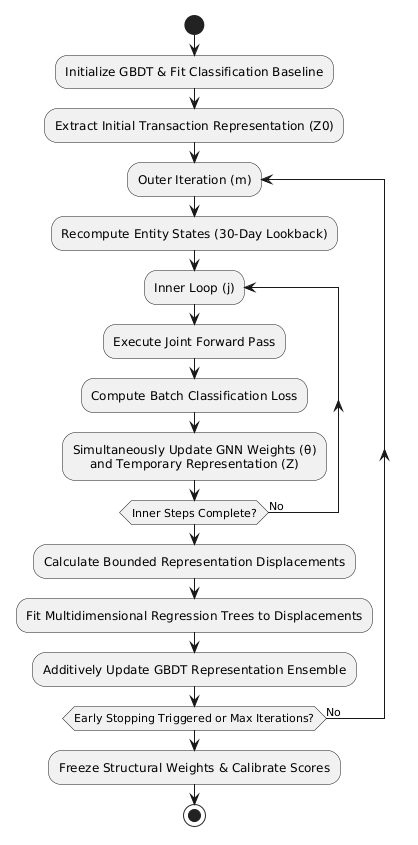 Initialize GBDT & Fit Classification Baseline
Extract Initial Transaction Representation (Z0)
Outer Iteration (m)
Recompute Entity States (30-Day Lookback)
Inner Loop (j)
Execute Joint Forward Pass
Compute Batch Classification Loss
Simultaneously Update GNN Weights (θ)
and Temporary Representation (Z)
Inner Steps Complete?
No
Calculate Bounded Representation Displacements
Fit Multidimensional Regression Trees to Displacements
Additively Update GBDT Representation Ensemble
Early Stopping Triggered or Max Iterations?
No
Freeze Structural Weights & Calibrate Scores